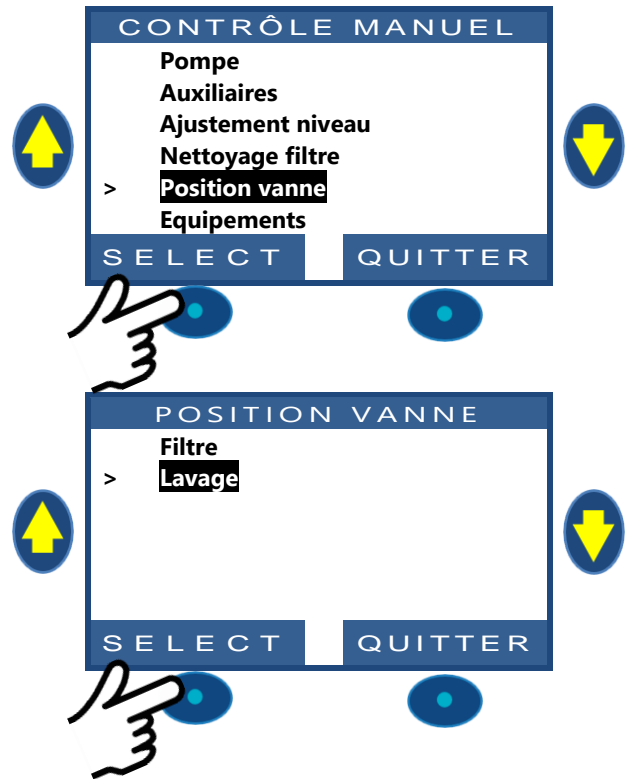 CONTRÔLE MANUEL
Pompe
Auxiliaires
Ajustement niveau
Nettoyage filtre
> Position vanne
Equipements
SELECT QUITTER
POSITION VANNE
Filtre
> Lavage
SELECT QUITTER